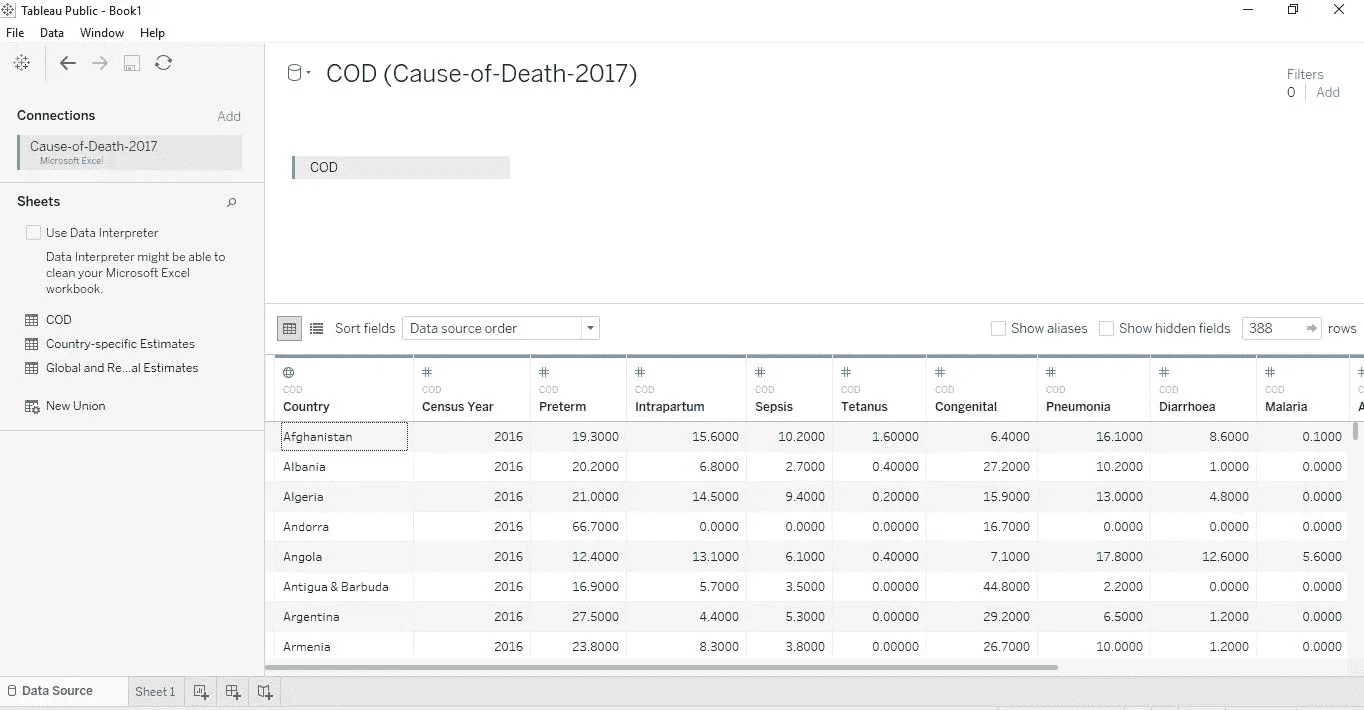 Tableau Public - Book1
File Data Window Help
COD (Cause-of-Death-2017)
Filters
0 Add
Connections Add
Cause-of-Death-2017
Microsoft Excel
COD
Sheets
Use Data Interpreter
Data Interpreter might be able to
clean your Microsoft Excel
workbook.
COD
Country-specific Estimates
Global and Re...al Estimates
New Union
Sort fields Data source order Show aliases Show hidden fields 388 rows
# # # # # # # # #
COD COD COD COD COD COD COD COD COD COD
Country Census Year Preterm Intrapartum Sepsis Tetanus Congenital Pneumonia Diarrhoea Malaria
Afghanistan 2016 19.3000 15.6000 10.2000 1.60000 6.4000 16.1000 8.6000 0.1000
Albania 2016 20.2000 6.8000 2.7000 0.40000 27.2000 10.2000 1.0000 0.0000
Algeria 2016 21.0000 14.5000 9.4000 0.20000 15.9000 13.0000 4.8000 0.0000
Andorra 2016 66.7000 0.0000 0.0000 0.00000 16.7000 0.0000 0.0000 0.0000
Angola 2016 12.4000 13.1000 6.1000 0.40000 7.1000 17.8000 12.6000 5.6000
Antigua & Barbuda 2016 16.9000 5.7000 3.5000 0.00000 44.8000 2.2000 0.0000 0.0000
Argentina 2016 27.5000 4.4000 5.3000 0.00000 29.2000 6.5000 1.2000 0.0000
Armenia 2016 23.8000 8.3000 3.8000 0.00000 26.7000 10.0000 1.2000 0.0000
Data Source Sheet 1